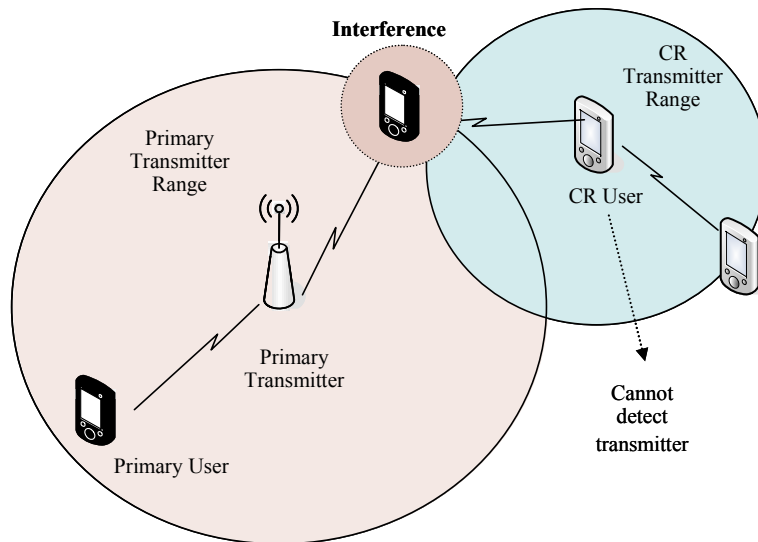 Interference
CR
Transmitter
Range
Primary
Transmitter
Range
CR User
Primary
Transmitter
Cannot
detect
transmitter
Primary User